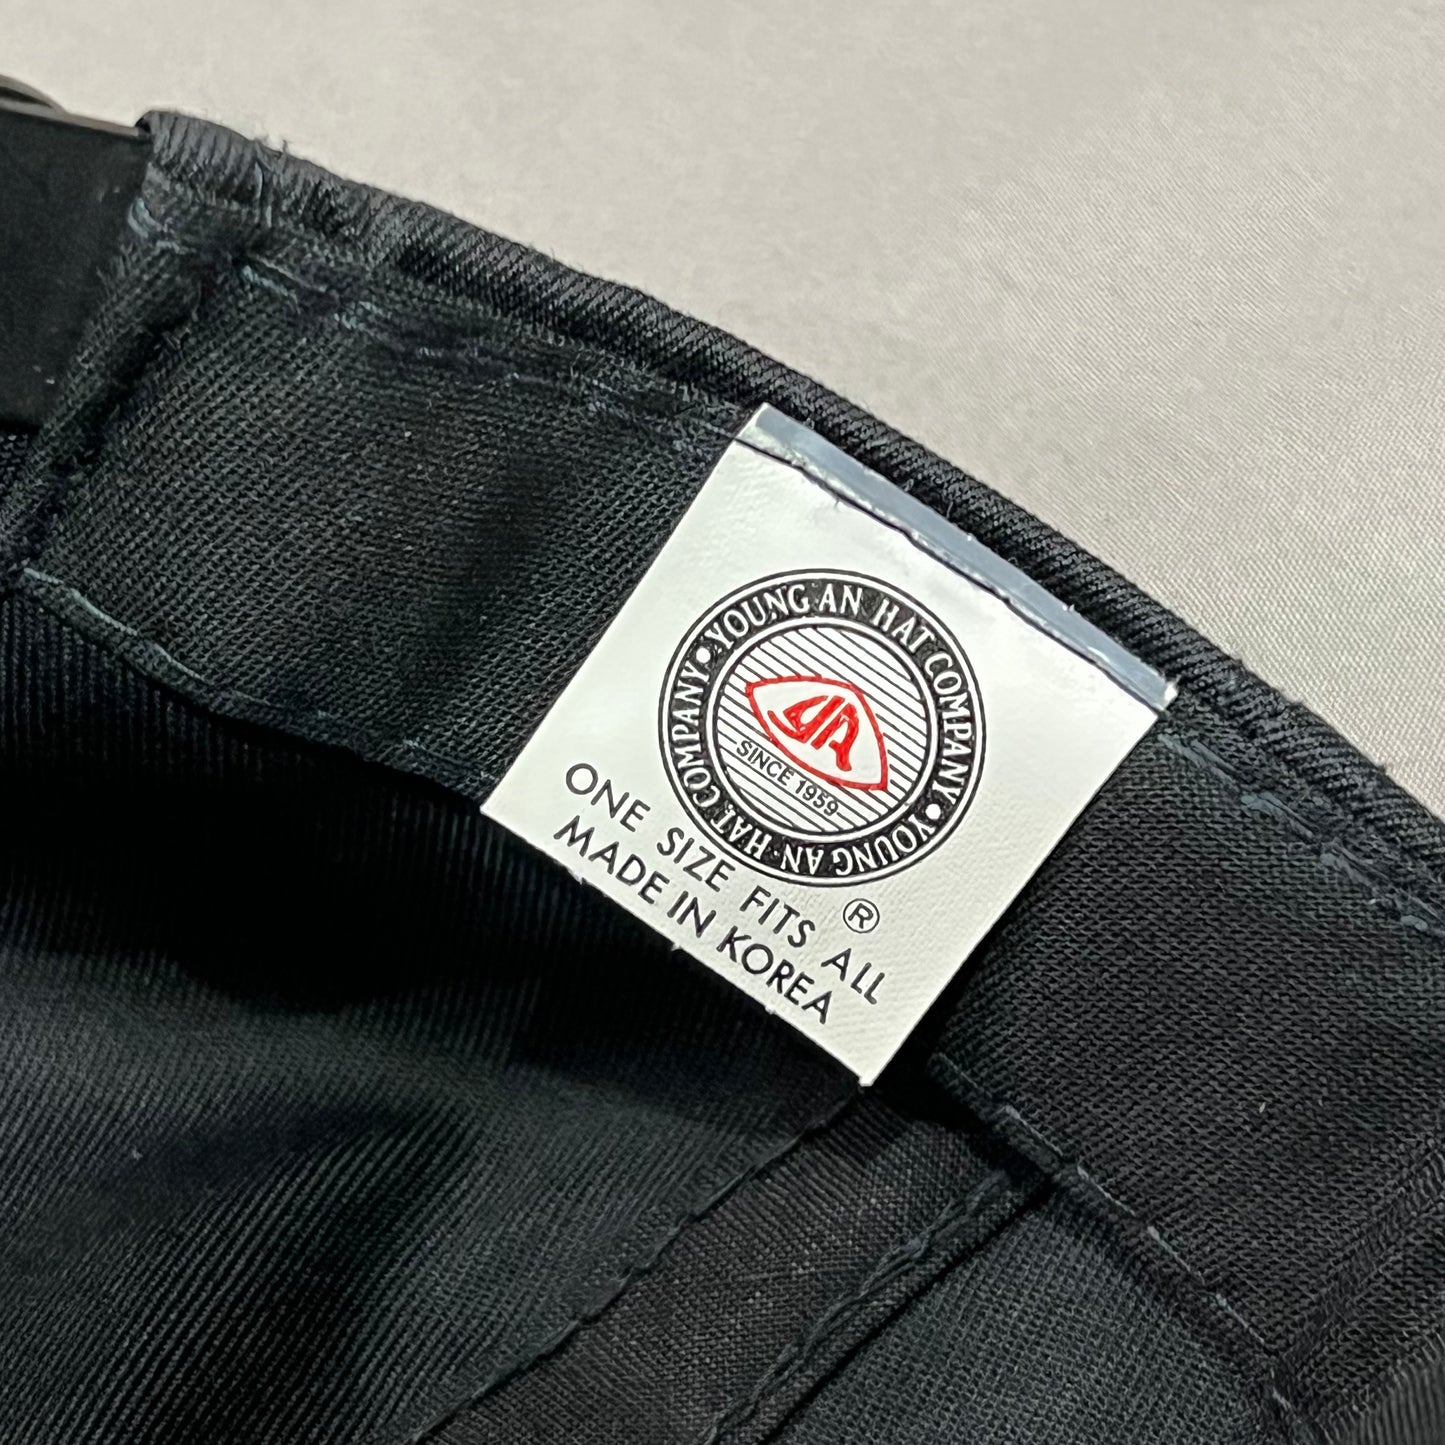 YOUNG AN HAT COMPANY • YOUNG AN HAT COMPANY •
YA
SINCE 1959
®
ONE SIZE FITS ALL
MADE IN KOREA